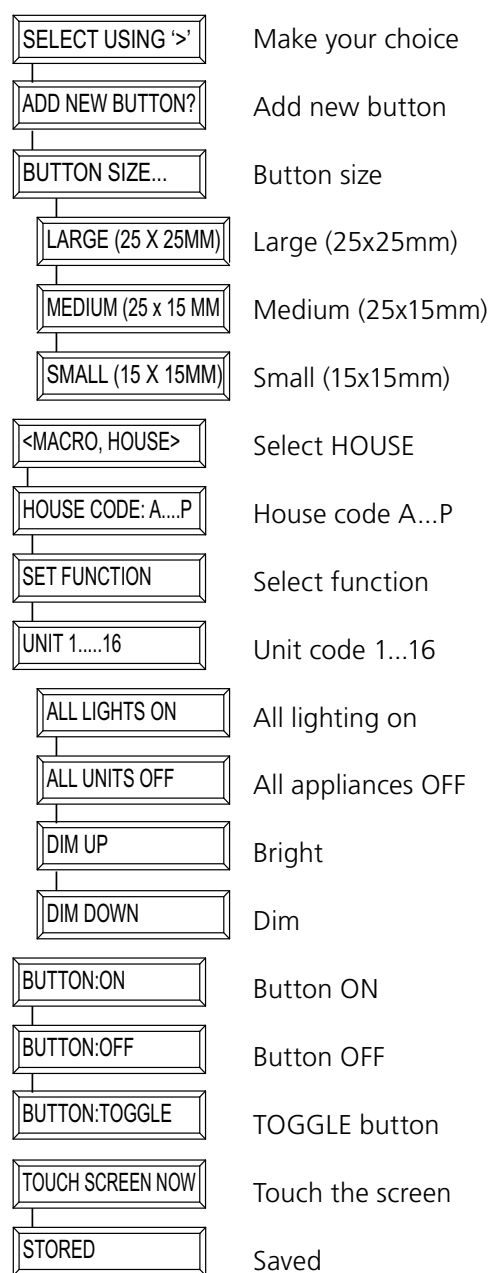 SELECT USING ‘>’ Make your choice
ADD NEW BUTTON? Add new button
BUTTON SIZE... Button size
LARGE (25 X 25MM) Large (25x25mm)
MEDIUM (25 x 15 MM Medium (25x15mm)
SMALL (15 X 15MM) Small (15x15mm)
<MACRO, HOUSE> Select HOUSE
HOUSE CODE: A....P House code A...P
SET FUNCTION Select function
UNIT 1.....16 Unit code 1...16
ALL LIGHTS ON All lighting on
ALL UNITS OFF All appliances OFF
DIM UP Bright
DIM DOWN Dim
BUTTON:ON Button ON
BUTTON:OFF Button OFF
BUTTON:TOGGLE TOGGLE button
TOUCH SCREEN NOW Touch the screen
STORED Saved